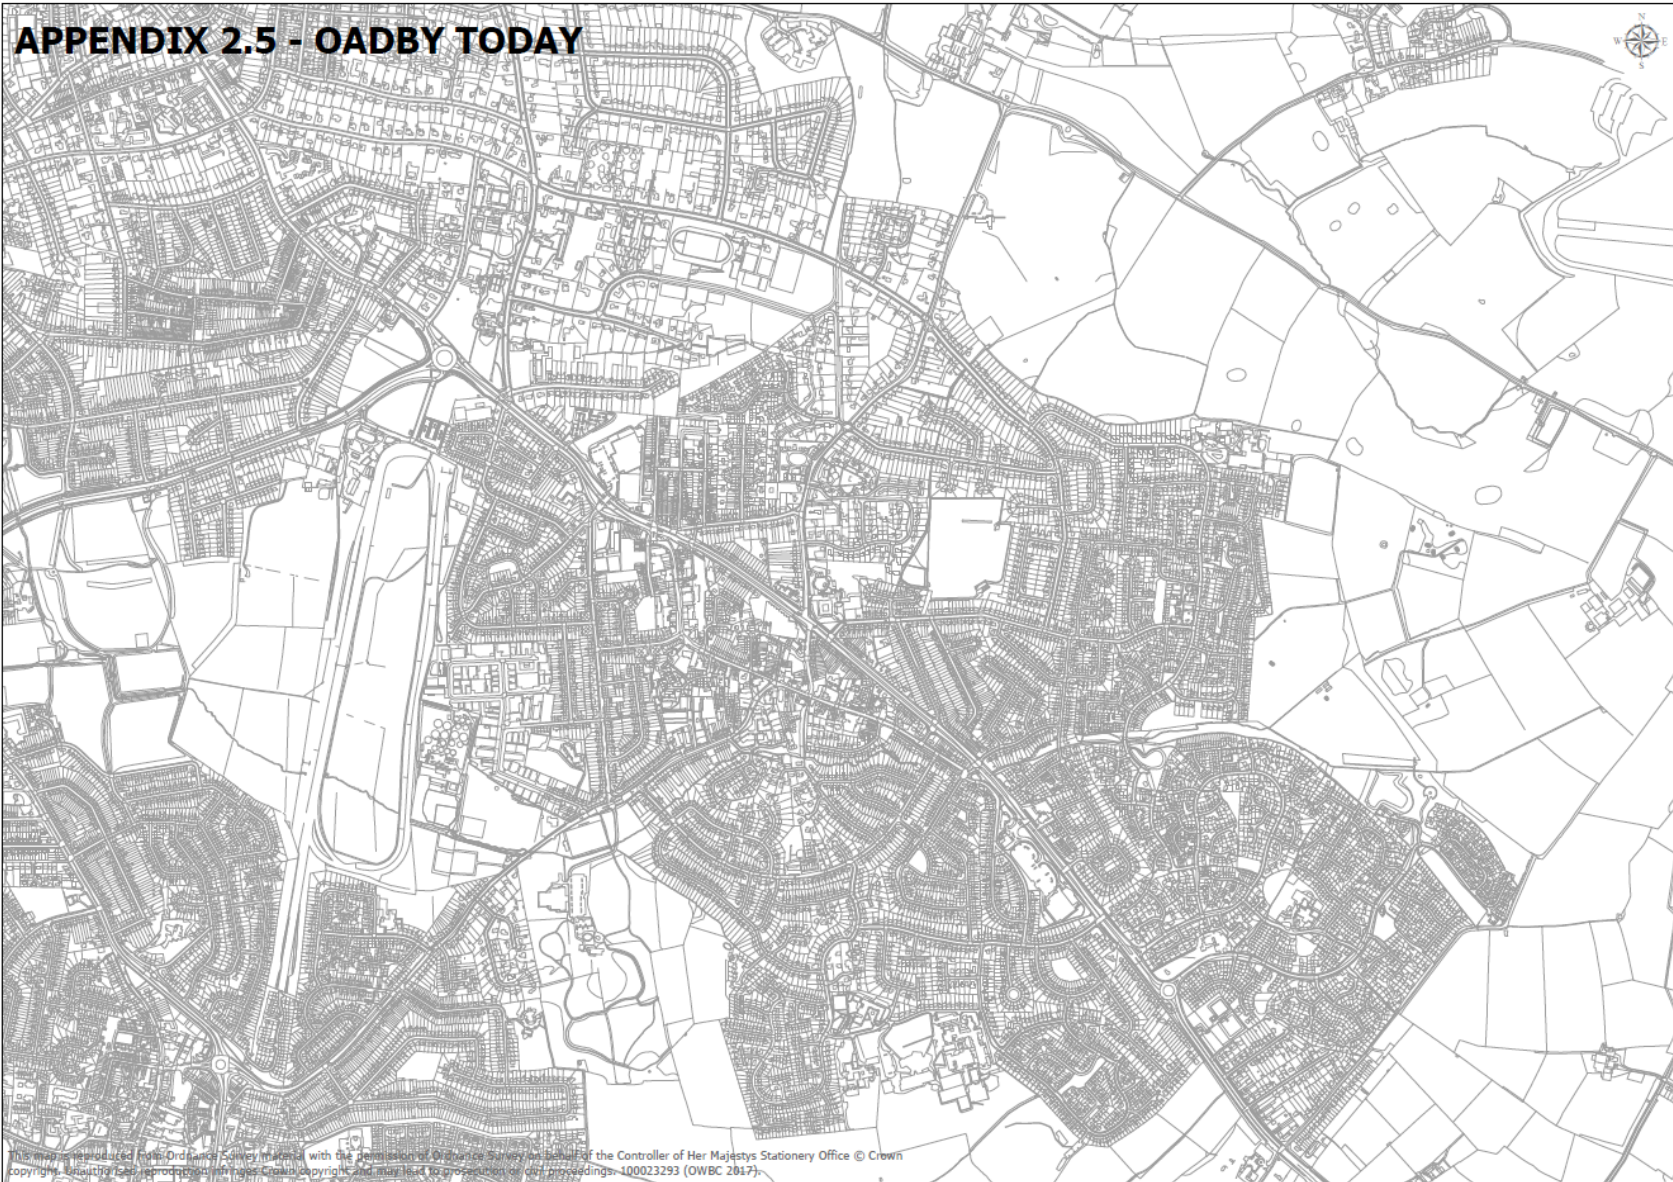 APPENDIX 2.5 - OADBY TODAY
N
W E
S
This map is reproduced from Ordnance Survey material with the permission of Ordnance Survey on behalf of the Controller of Her Majestys Stationery Office © Crown
copyright. Unauthorised reproduction infringes Crown copyright and may lead to prosecution or civil proceedings. 100023293 (OWBC 2017).